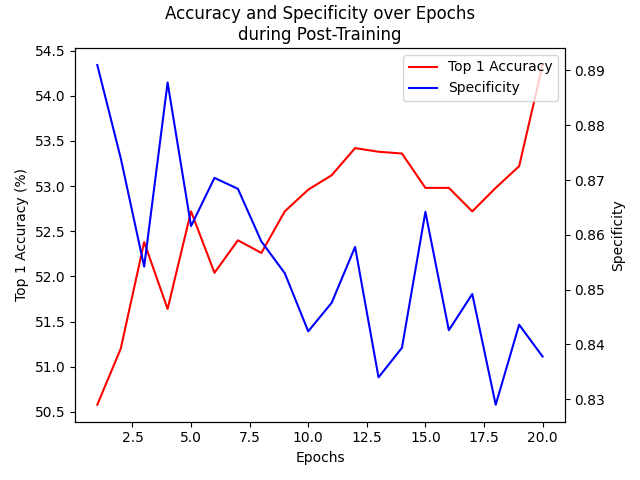 Accuracy and Specificity over Epochs
during Post-Training
Top 1 Accuracy
Specificity
54.5
54.0
53.5
53.0
52.5
52.0
51.5
51.0
50.5
Top 1 Accuracy (%)
0.89
0.88
0.87
0.86
0.85
0.84
0.83
Specificity
2.5 5.0 7.5 10.0 12.5 15.0 17.5 20.0
Epochs